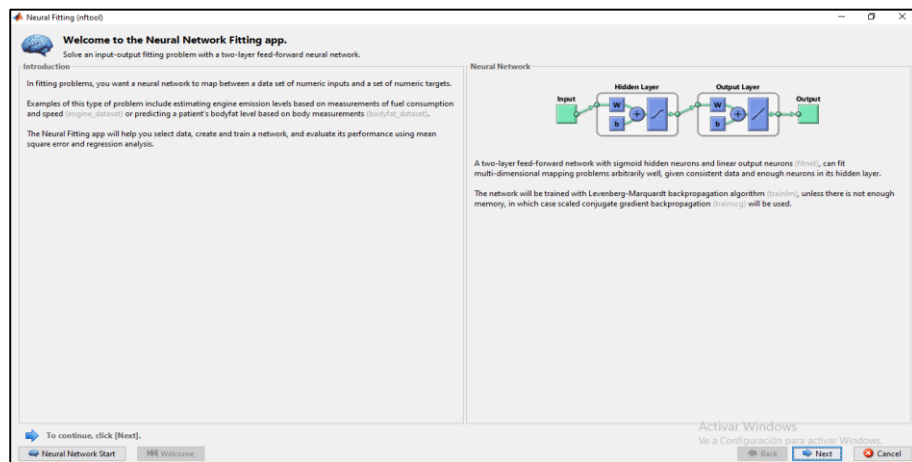 Neural Fitting (nftool)
Welcome to the Neural Network Fitting app.
Solve an input-output fitting problem with a two-layer feed-forward neural network.
Introduction
In fitting problems, you want a neural network to map between a data set of numeric inputs and a set of numeric targets.
Examples of this type of problem include estimating engine emission levels based on measurements of fuel consumption
and speed (engine_dataset) or predicting a patient's bodyfat level based on body measurements (bodyfat_dataset).
The Neural Fitting app will help you select data, create and train a network, and evaluate its performance using mean
square error and regression analysis.
Neural Network
Hidden Layer
Output Layer
Input
Output
W
b
W
b
A two-layer feed-forward network with sigmoid hidden neurons and linear output neurons (fitnet), can fit
multi-dimensional mapping problems arbitrarily well, given consistent data and enough neurons in its hidden layer.
The network will be trained with Levenberg-Marquardt backpropagation algorithm (trainlm), unless there is not enough
memory, in which case scaled conjugate gradient backpropagation (trainscg) will be used.
To continue, click [Next].
Neural Network Start
Welcome
Activar Windows
Ve a Configuración para activar Windows.
Back
Next
Cancel